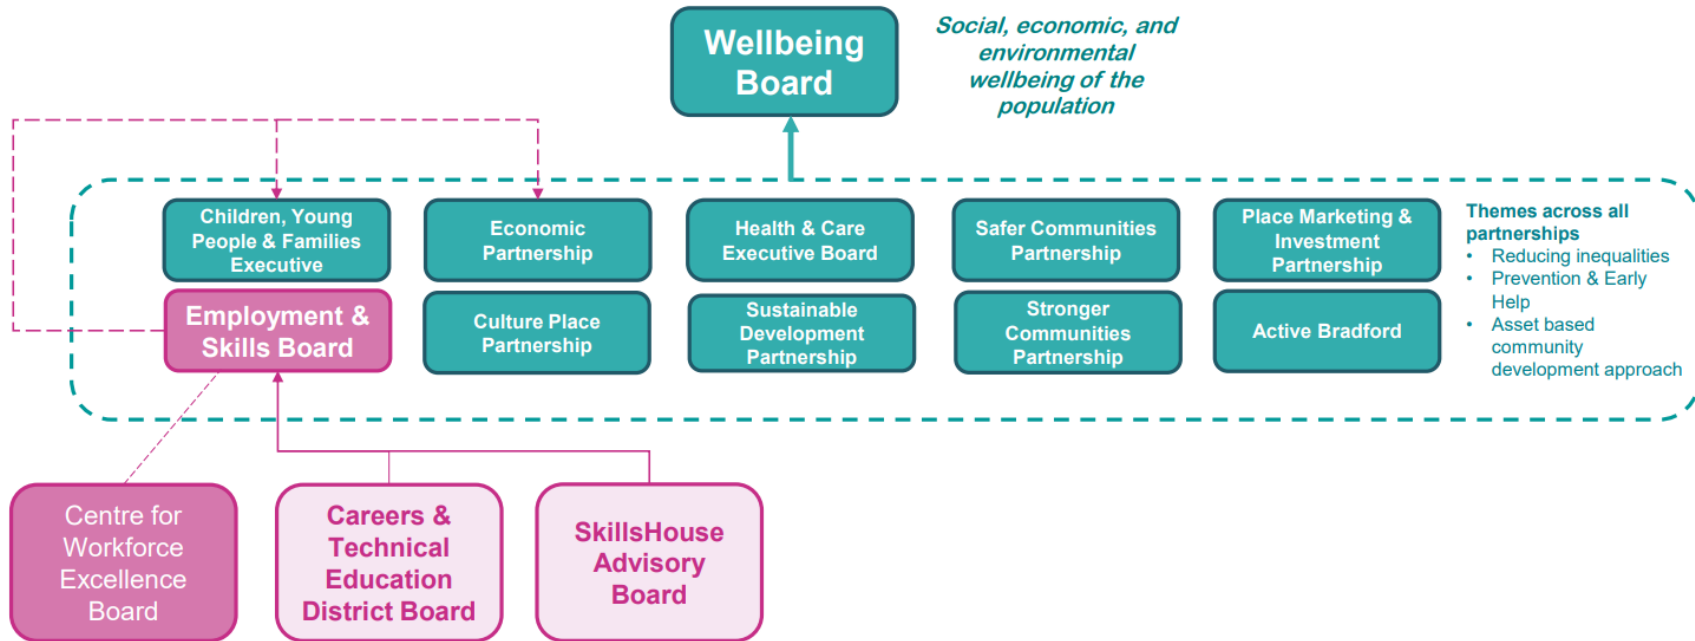 Wellbeing
Board
Social, economic, and
environmental
wellbeing of the
population
Children, Young
People & Families
Executive
Economic
Partnership
Health & Care
Executive Board
Safer Communities
Partnership
Place Marketing &
Investment
Partnership
Employment &
Skills Board
Culture Place
Partnership
Sustainable
Development
Partnership
Stronger
Communities
Partnership
Active Bradford
Themes across all
partnerships
• Reducing inequalities
• Prevention & Early
Help
• Asset based
community
development approach
Centre for
Workforce
Excellence
Board
Careers &
Technical
Education
District Board
SkillsHouse
Advisory
Board